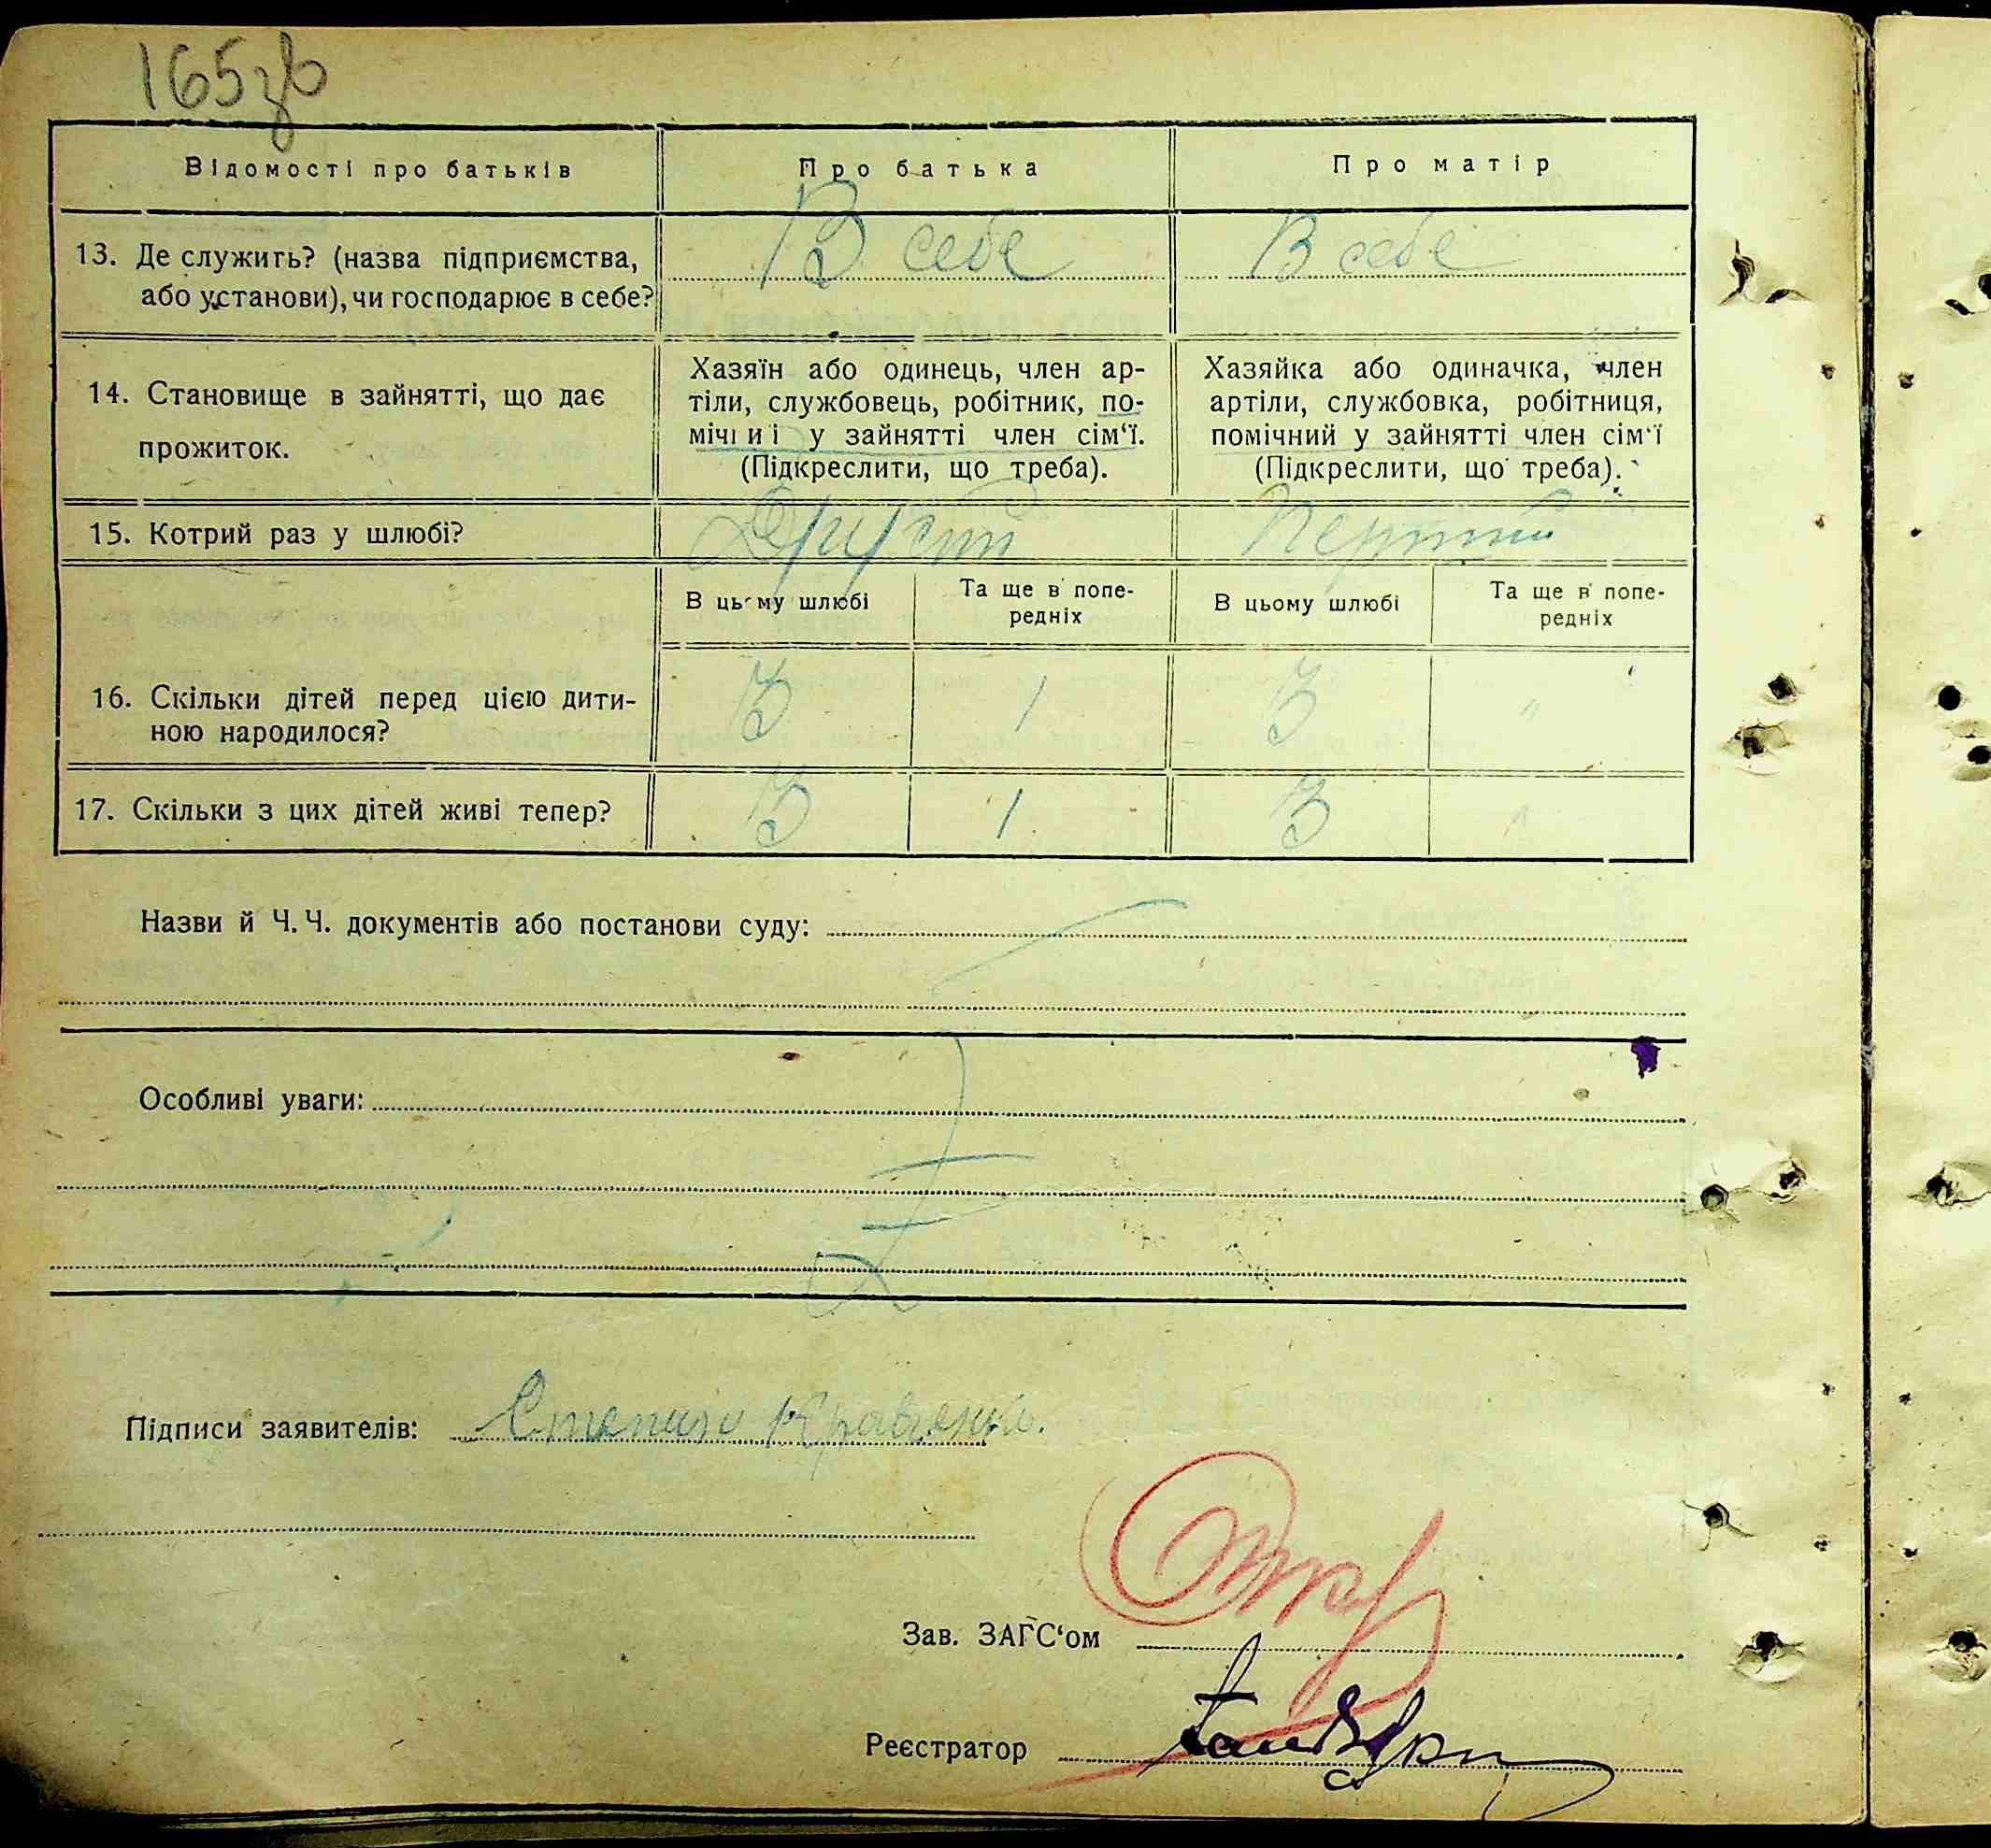 165зв
Відомості про батьків
Про батька
Про матір
13. Де служить? (назва підприємства,
або установи), чи господарює в себе?
В себе
В себе
14. Становище в зайнятті, що дає
прожиток.
Хазяїн або одинець, член ар-
тіли, службовець, робітник, по-
мічний у зайнятті член сім‘ї.
(Підкреслити, що треба).
Хазяйка або одиначка, член
артіли, службовка, робітниця,
помічний у зайнятті член сім‘ї
(Підкреслити, що треба).
15. Котрий раз у шлюбі?
Другий
Перший
16. Скільки дітей перед цією дити-
ною народилося?
В цьому шлюбі
Та ще в попе-
редніх
В цьому шлюбі
Та ще в попе-
редніх
3
1
3
"
17. Скільки з цих дітей живі тепер?
3
1
3
Назви й Ч. Ч. документів або постанови суду:
Особливі уваги:
Підписи заявителів:
Зав. ЗАГС‘ом
Реєстратор